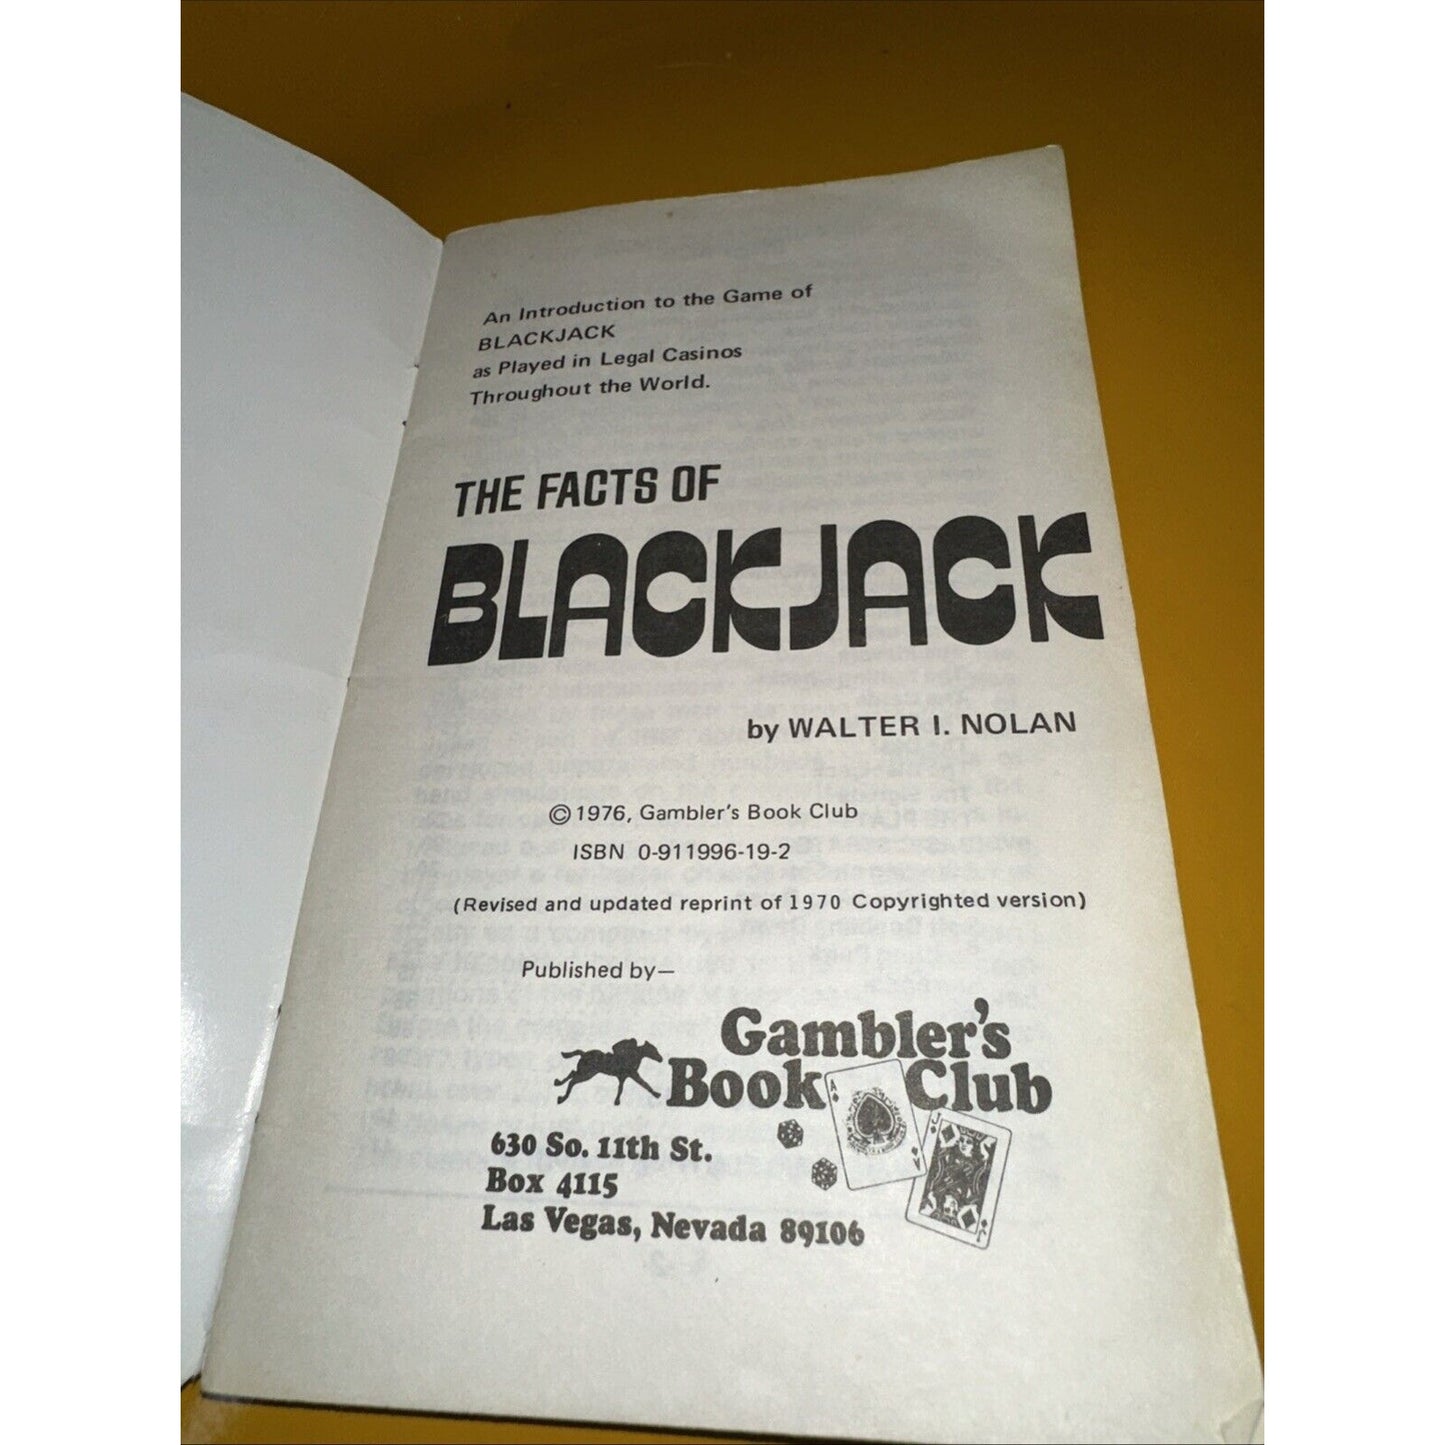 An Introduction to the Game of
BLACKJACK
as Played in Legal Casinos
Throughout the World.
THE FACTS OF
BLACKJACK
by WALTER I. NOLAN
© 1976, Gambler's Book Club
ISBN 0-911996-19-2
(Revised and updated reprint of 1970 Copyrighted version)
Published by—
Gambler's
Book Club
630 So. 11th St.
Box 4115
Las Vegas, Nevada 89106